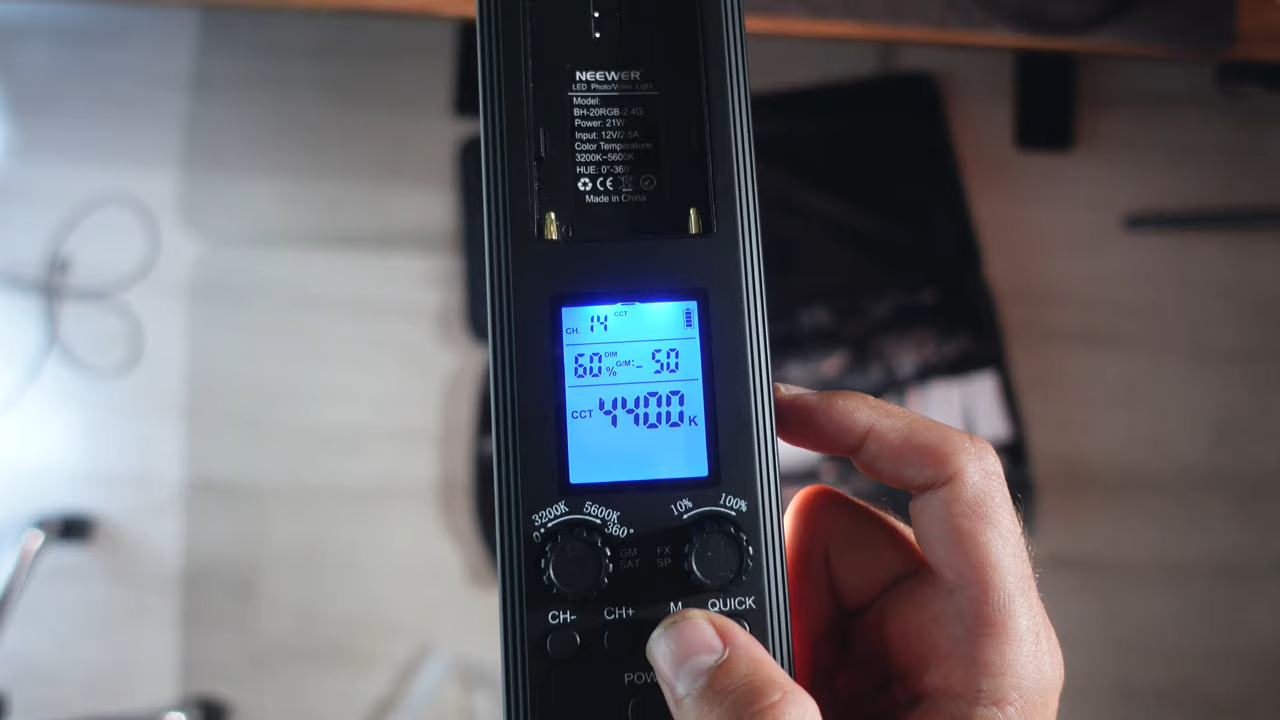 NEEWER
LED Photo/Video Light
Model:
BH-20RGB-2.4G
Power: 21W
Input: 12V/2.5A
Color Temperature
3200K~5600K
HUE: 0°-360
CE
Made in China
CH. 14 CCT
60 DIM % G/M:- 50
CCT 4400 K
3200K 5600K 10% 100%
0° 360°
GM FX
SAT SP
CH- CH+ M QUICK
POW